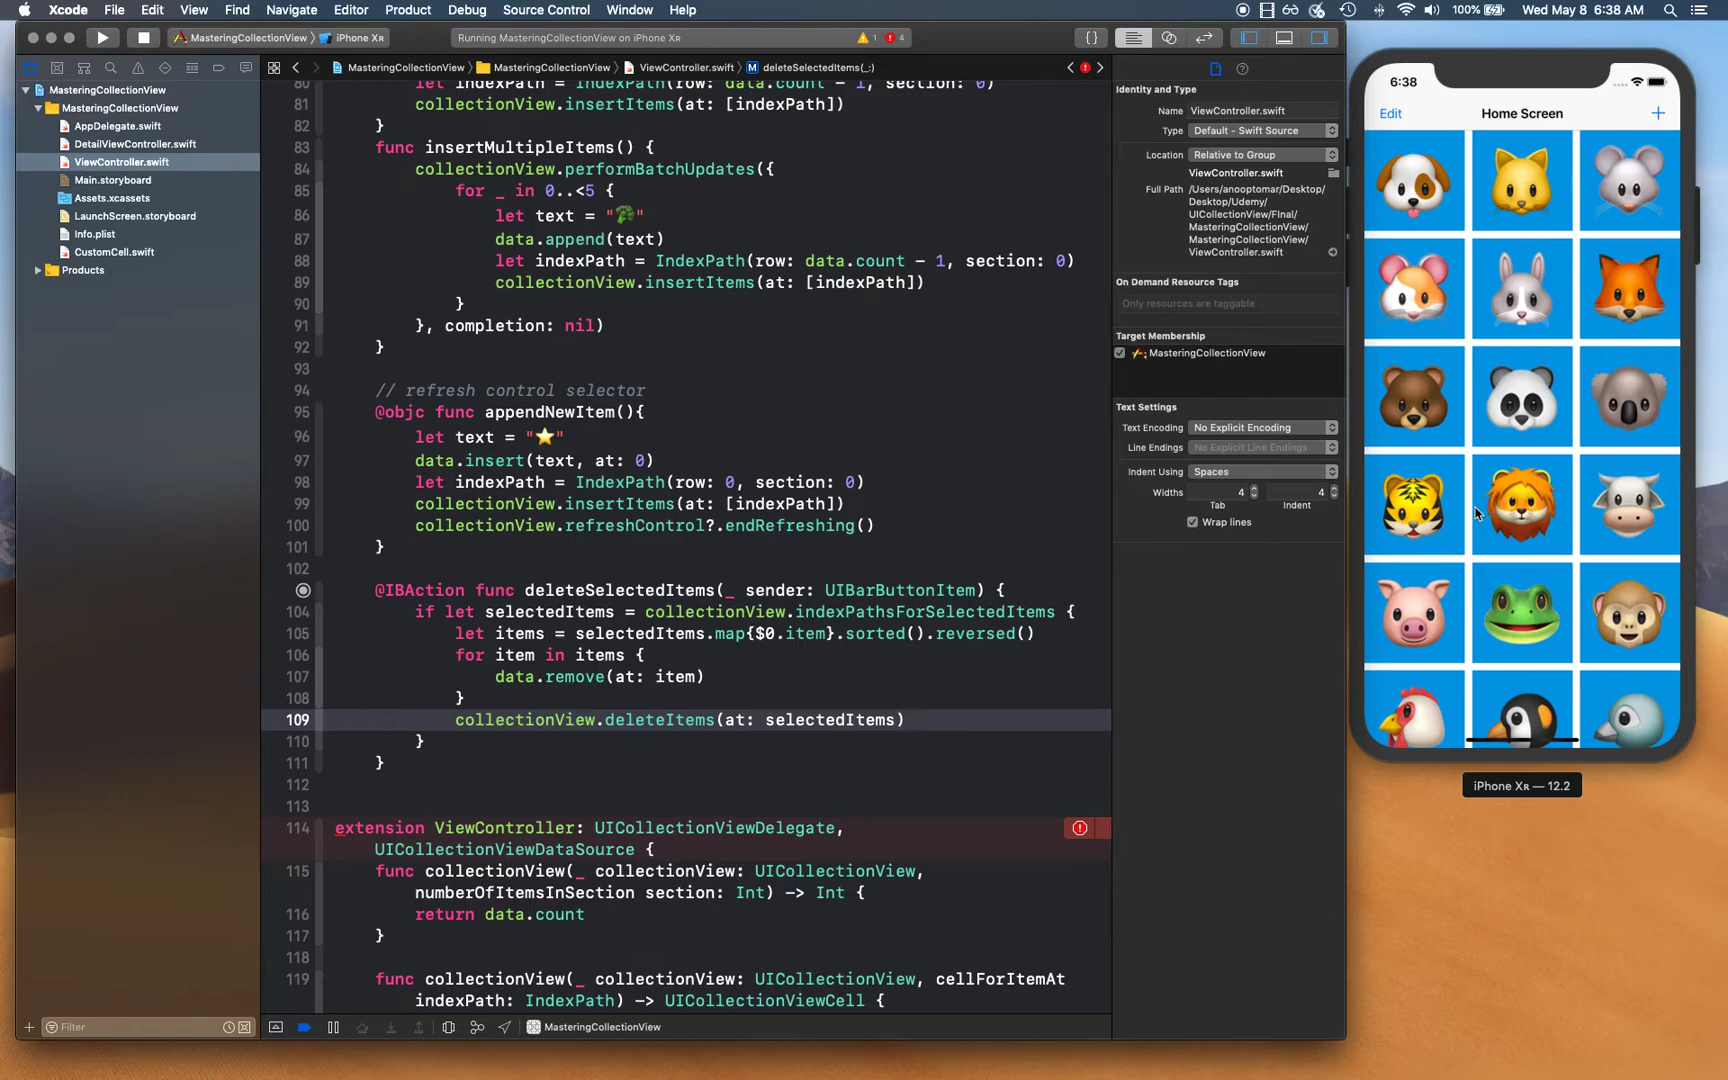 Xcode File Edit View Find Navigate Editor Product Debug Source Control Window Help
100% Wed May 8 6:38 AM
MasteringCollectionView iPhone Xʀ
Running MasteringCollectionView on iPhone Xʀ
1 4
MasteringCollectionView MasteringCollectionView ViewController.swift M deleteSelectedItems(_:)
MasteringCollectionView
MasteringCollectionView
AppDelegate.swift
DetailViewController.swift
ViewController.swift
Main.storyboard
Assets.xcassets
LaunchScreen.storyboard
Info.plist
CustomCell.swift
Products
80 let indexPath = IndexPath(row: data.count - 1, section: 0)
81 collectionView.insertItems(at: [indexPath])
82 }
83 func insertMultipleItems() {
84 collectionView.performBatchUpdates({
85 for _ in 0..<5 {
86 let text = "🥦"
87 data.append(text)
88 let indexPath = IndexPath(row: data.count - 1, section: 0)
89 collectionView.insertItems(at: [indexPath])
90 }
91 }, completion: nil)
92 }
93
94 // refresh control selector
95 @objc func appendNewItem(){
96 let text = "⭐️"
97 data.insert(text, at: 0)
98 let indexPath = IndexPath(row: 0, section: 0)
99 collectionView.insertItems(at: [indexPath])
100 collectionView.refreshControl?.endRefreshing()
101 }
102
@IBAction func deleteSelectedItems(_ sender: UIBarButtonItem) {
104 if let selectedItems = collectionView.indexPathsForSelectedItems {
105 let items = selectedItems.map{$0.item}.sorted().reversed()
106 for item in items {
107 data.remove(at: item)
108 }
109 collectionView.deleteItems(at: selectedItems)
110 }
111 }
112
113
114 extension ViewController: UICollectionViewDelegate,
UICollectionViewDataSource {
115 func collectionView(_ collectionView: UICollectionView,
numberOfItemsInSection section: Int) -> Int {
116 return data.count
117 }
118
119 func collectionView(_ collectionView: UICollectionView, cellForItemAt
indexPath: IndexPath) -> UICollectionViewCell {
Filter
MasteringCollectionView
Identity and Type
Name ViewController.swift
Type Default - Swift Source
Location Relative to Group
ViewController.swift
Full Path /Users/anooptomar/Desktop/
Desktop/Udemy/
UICollectionView/FInal/
MasteringCollectionView/
MasteringCollectionView/
ViewController.swift
On Demand Resource Tags
Only resources are taggable
Target Membership
MasteringCollectionView
Text Settings
Text Encoding No Explicit Encoding
Line Endings No Explicit Line Endings
Indent Using Spaces
Widths 4 4
Tab Indent
Wrap lines
6:38
Edit Home Screen +
iPhone Xʀ — 12.2